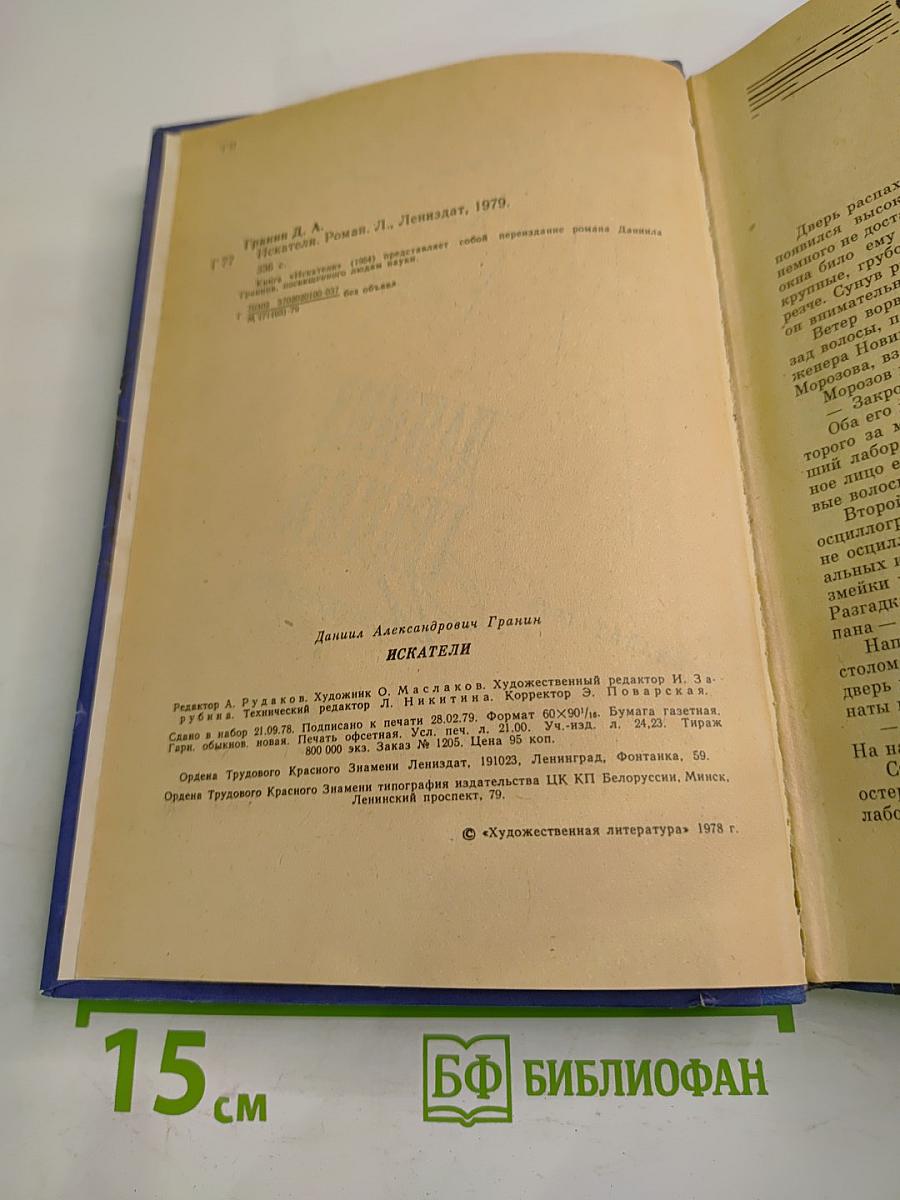 Гранин Д. А.
Г 77 Искатели. Роман. Л., Лениздат, 1979.
336 с.
Книга «Искатели» (1954) представляет собой переиздание романа Даниила
Гранина, посвященного людям науки.
без объявл
Даниил Александрович Гранин
ИСКАТЕЛИ
Редактор А. Рудаков. Художник О. Маслаков. Художественный редактор И. За-
рубина. Технический редактор Л. Никитина. Корректор Э. Поварская.
Сдано в набор 21.09.78. Подписано к печати 28.02.79. Формат 60×90¹/₁₆. Бумага газетная.
Гарн. обыкнов. новая. Печать офсетная. Усл. печ. л. 21.00. Уч.-изд. л. 24,23. Тираж
800 000 экз. Заказ № 1205. Цена 95 коп.
Ордена Трудового Красного Знамени Лениздат, 191023, Ленинград, Фонтанка, 59.
Ордена Трудового Красного Знамени типография издательства ЦК КП Белоруссии, Минск,
Ленинский проспект, 79.
© «Художественная литература» 1978 г.
Дверь распах
появился высок
немного не доста
окна било ему
крупные, грубо
резче. Сунув р
он внимательн
Ветер ворв
зад волосы, п
женера Нови
Морозова, вз
Морозов
— Закро
Оба его
торого за м
ший лабор
ное лицо е
вые волос
Второй
осциллогр
не осцилл
альных и
змейки
Разгадк
пана —
Нап
столом
дверь
наты
—
На на
С
остер
лабо
15 см
БФ БИБЛИОФАН